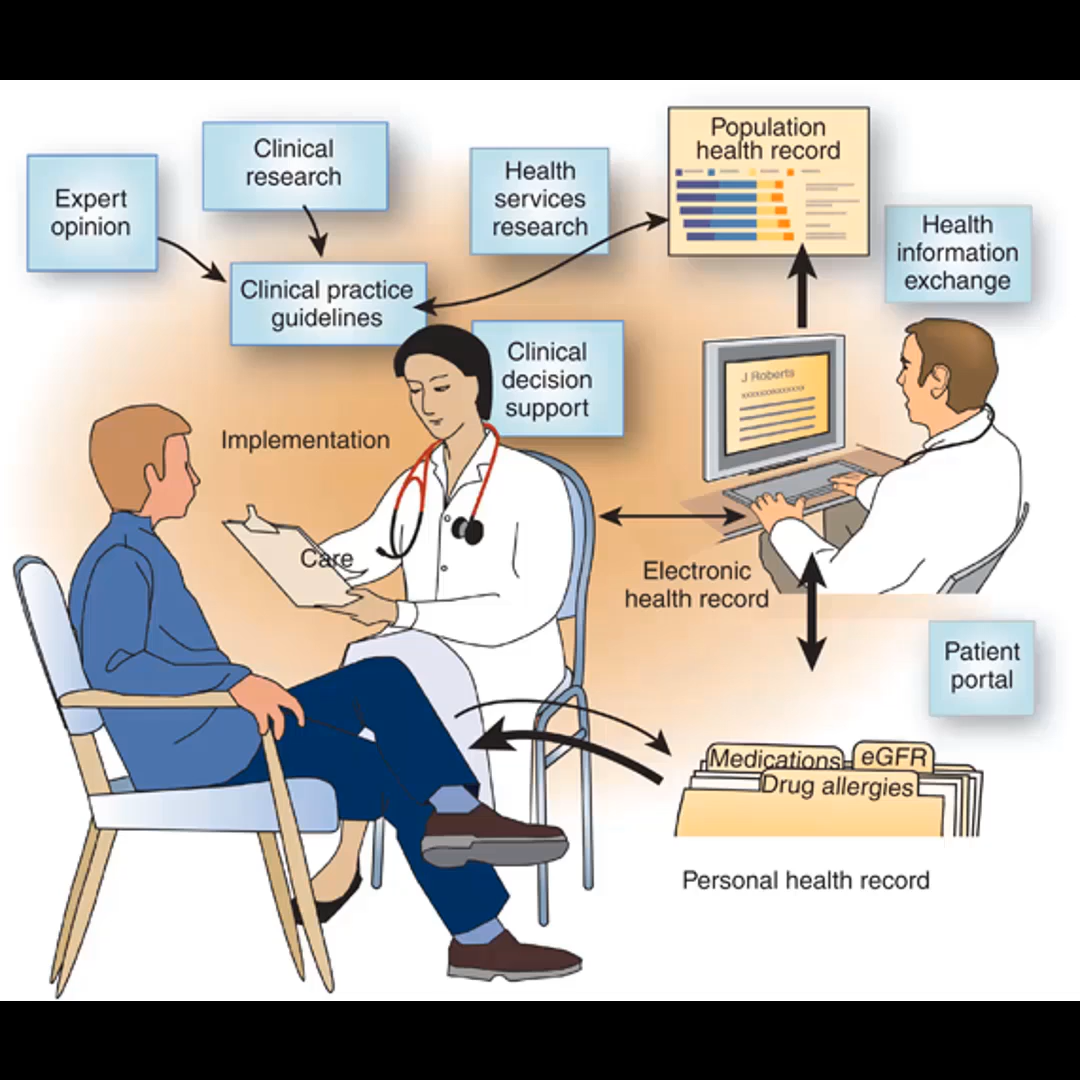 Expert
opinion
Clinical
research
Clinical practice
guidelines
Health
services
research
Population
health record
Health
information
exchange
Clinical
decision
support
Implementation
Care
J Roberts
xxxxxxxxxxxxx
Electronic
health record
Patient
portal
Medications
eGFR
Drug allergies
Personal health record